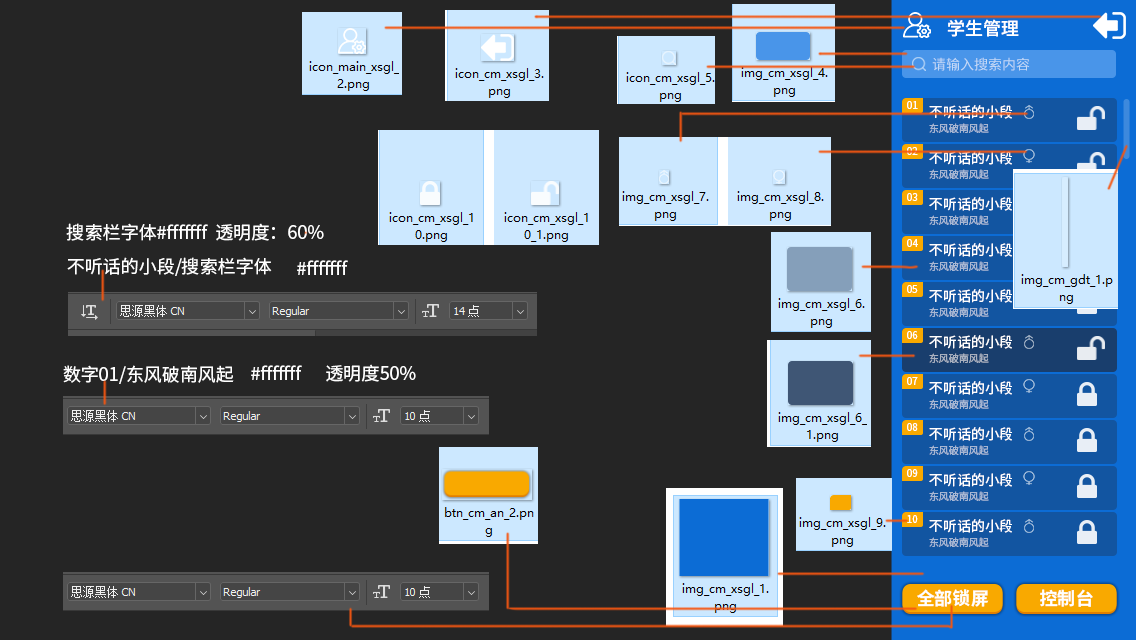 icon_main_xsgl_
2.png
icon_cm_xsgl_3.
png
icon_cm_xsgl_5.
png
img_cm_xsgl_4.
png
icon_cm_xsgl_1
0.png
icon_cm_xsgl_1
0_1.png
img_cm_xsgl_7.
png
img_cm_xsgl_8.
png
搜索栏字体#ffffff 透明度：60%
不听话的小段/搜索栏字体 #ffffff
思源黑体 CN Regular 14 点
img_cm_xsgl_6.
png
img_cm_xsgl_6_
1.png
数字01/东风破南风起 #ffffff 透明度50%
思源黑体 CN Regular 10 点
btn_cm_an_2.pn
g
img_cm_xsgl_9.
png
img_cm_xsgl_1.
png
思源黑体 CN Regular 10 点
学生管理
请输入搜索内容
01 不听话的小段
东风破南风起
02 不听话的小段
东风破南风起
03 不听话的小段
东风破南风起
04 不听话的小段
东风破南风起
05 不听话的小段
东风破南风起
06 不听话的小段
东风破南风起
07 不听话的小段
东风破南风起
08 不听话的小段
东风破南风起
09 不听话的小段
东风破南风起
10 不听话的小段
东风破南风起
img_cm_gdt_1.p
ng
全部锁屏 控制台